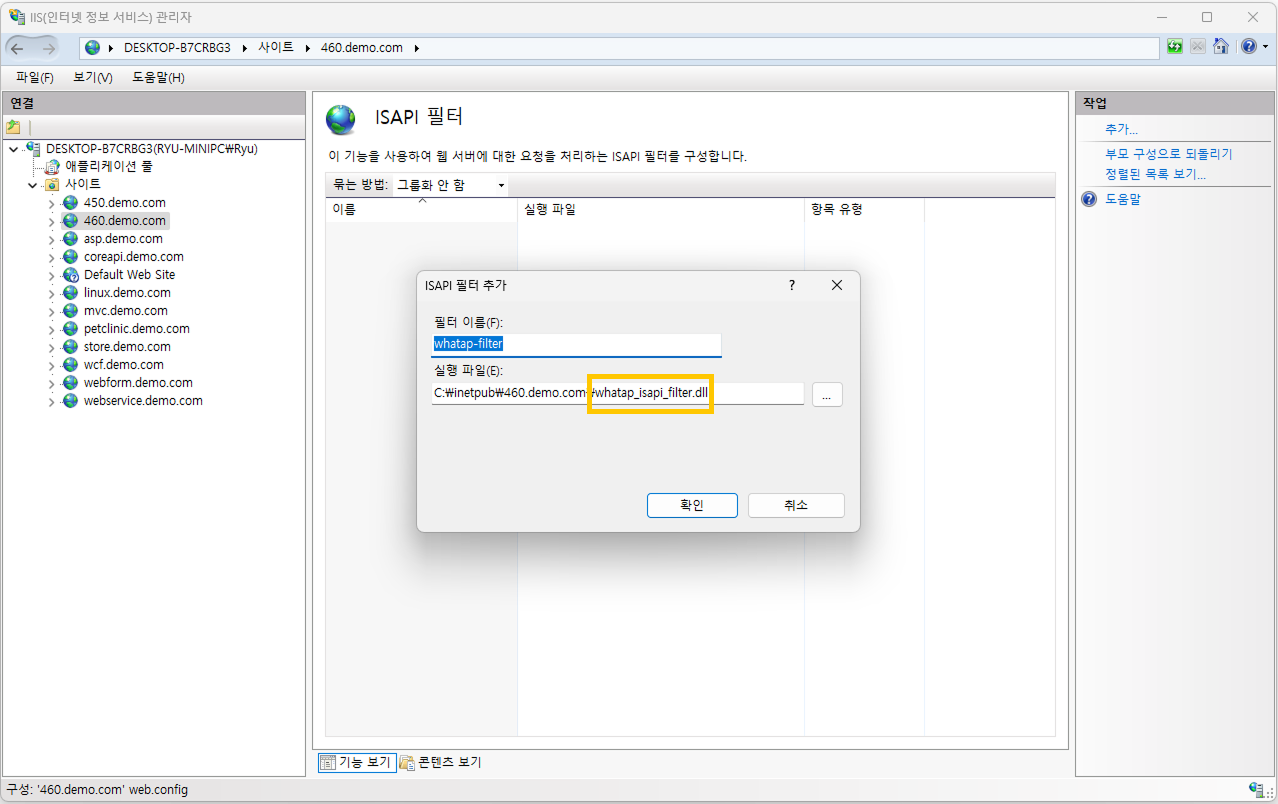 IIS(인터넷 정보 서비스) 관리자
DESKTOP-B7CRBG3 사이트 460.demo.com
파일(F) 보기(V) 도움말(H)
연결
DESKTOP-B7CRBG3(RYU-MINIPC₩Ryu)
애플리케이션 풀
사이트
450.demo.com
460.demo.com
asp.demo.com
coreapi.demo.com
Default Web Site
linux.demo.com
mvc.demo.com
petclinic.demo.com
store.demo.com
wcf.demo.com
webform.demo.com
webservice.demo.com
ISAPI 필터
이 기능을 사용하여 웹 서버에 대한 요청을 처리하는 ISAPI 필터를 구성합니다.
묶는 방법: 그룹화 안 함
이름 실행 파일 항목 유형
ISAPI 필터 추가
?
필터 이름(F):
whatap-filter
실행 파일(E):
C:₩inetpub₩460.demo.com₩whatap_isapi_filter.dll
...
확인 취소
기능 보기 콘텐츠 보기
작업
추가...
부모 구성으로 되돌리기
정렬된 목록 보기...
도움말
구성: '460.demo.com' web.config